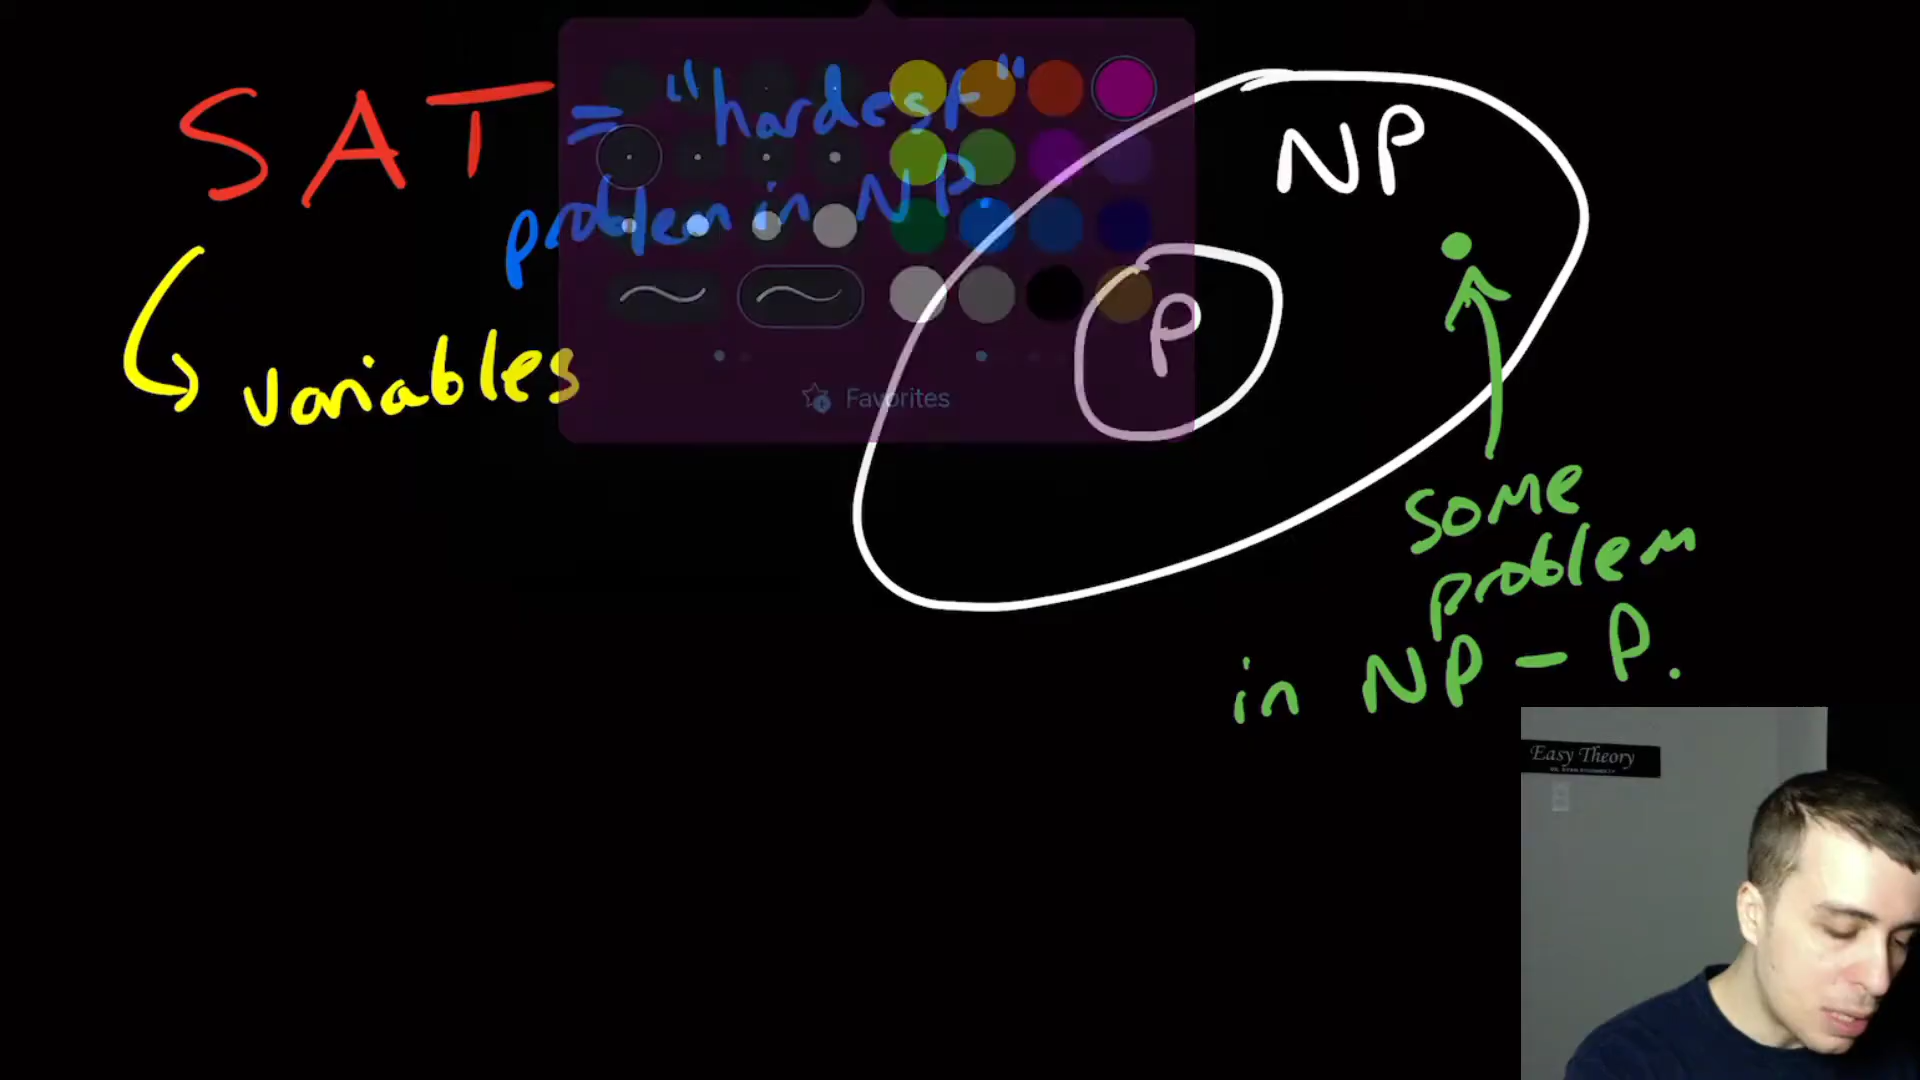 SAT = "hardest"
problem in NP.
variables
NP
P
Favorites
some
problem
in NP - P.
Easy Theory